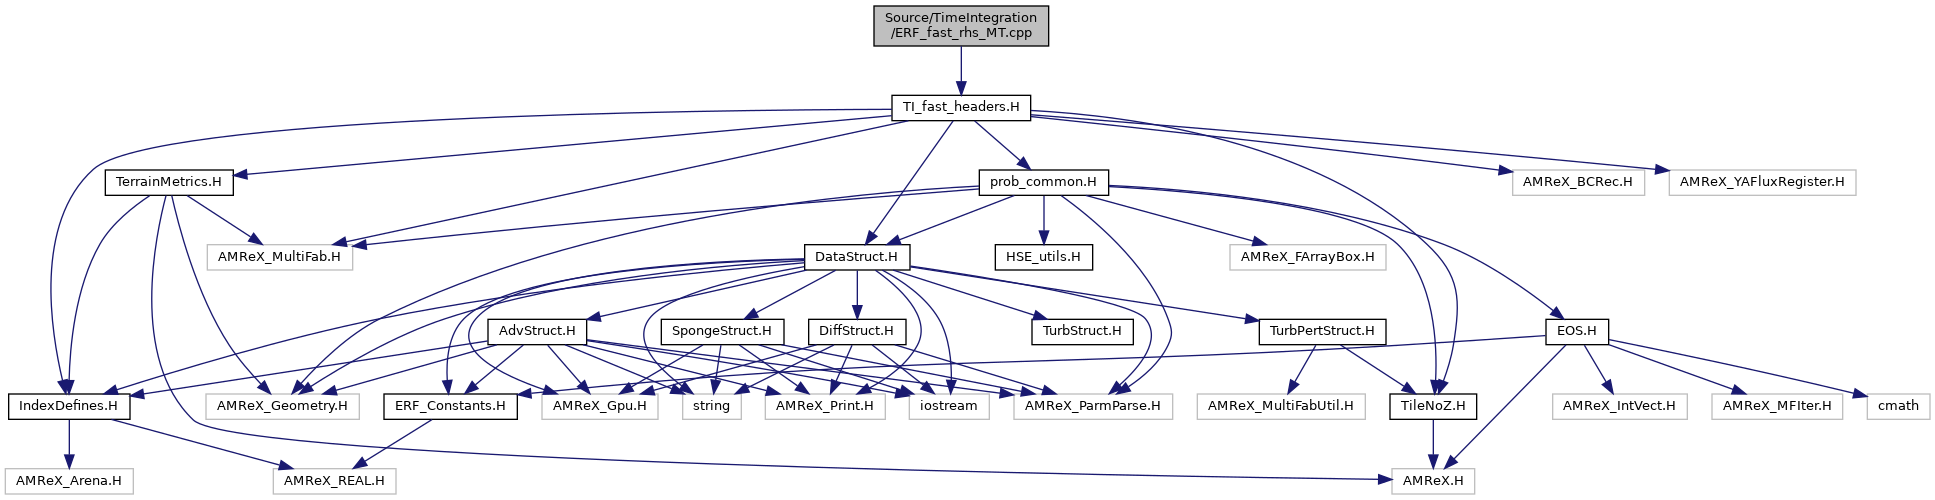 Source/TimeIntegration
/ERF_fast_rhs_MT.cpp
TI_fast_headers.H
TerrainMetrics.H
prob_common.H
AMReX_BCRec.H
AMReX_YAFluxRegister.H
AMReX_MultiFab.H
DataStruct.H
HSE_utils.H
AMReX_FArrayBox.H
AdvStruct.H
SpongeStruct.H
DiffStruct.H
TurbStruct.H
TurbPertStruct.H
EOS.H
IndexDefines.H
AMReX_Geometry.H
ERF_Constants.H
AMReX_Gpu.H
string
AMReX_Print.H
iostream
AMReX_ParmParse.H
AMReX_MultiFabUtil.H
TileNoZ.H
AMReX_IntVect.H
AMReX_MFIter.H
cmath
AMReX_Arena.H
AMReX_REAL.H
AMReX.H